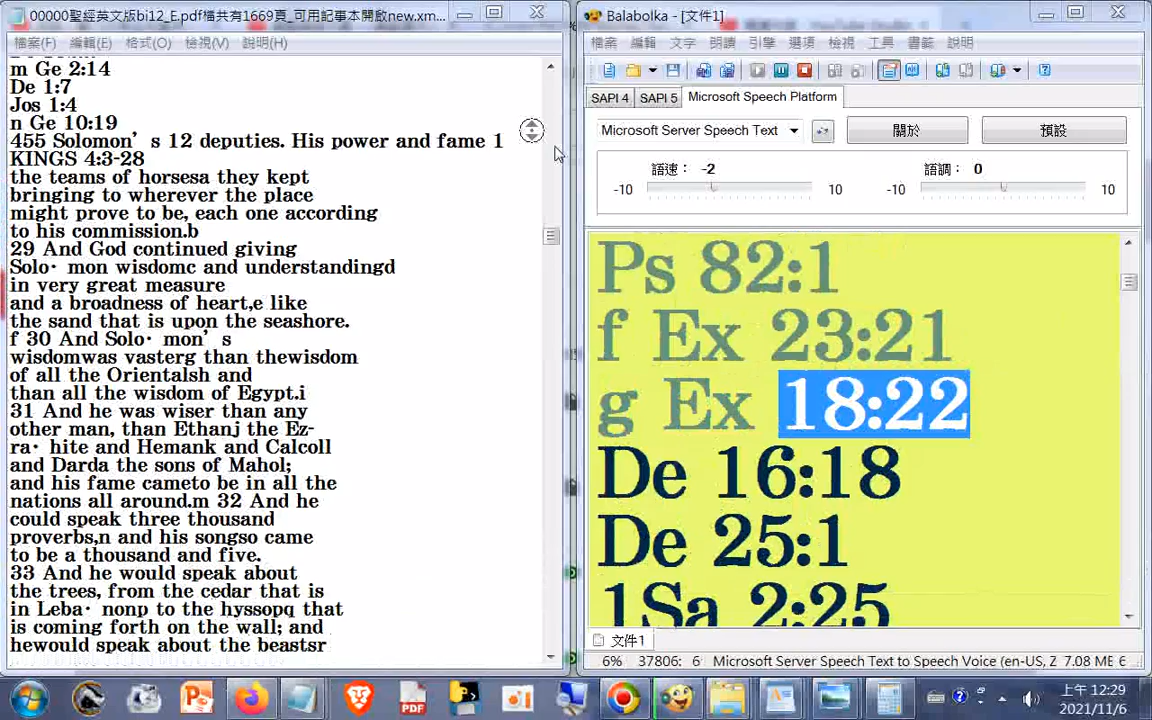 00000聖經英文版bi12_E.pdf檔共有1669頁_可用記事本開啟new.xm...
檔案(F) 編輯(E) 格式(O) 檢視(V) 說明(H)
m Ge 2:14
De 1:7
Jos 1:4
n Ge 10:19
455 Solomon’s 12 deputies. His power and fame 1
KINGS 4:3-28
the teams of horsesa they kept
bringing to wherever the place
might prove to be, each one according
to his commission.b
29 And God continued giving
Solo· mon wisdomc and understandingd
in very great measure
and a broadness of heart,e like
the sand that is upon the seashore.
f 30 And Solo· mon’s
wisdomwas vasterg than thewisdom
of all the Orientalsh and
than all the wisdom of Egypt.i
31 And he was wiser than any
other man, than Ethanj the Ez-
ra· hite and Hemank and Calcoll
and Darda the sons of Mahol;
and his fame cameto be in all the
nations all around.m 32 And he
could speak three thousand
proverbs,n and his songso came
to be a thousand and five.
33 And he would speak about
the trees, from the cedar that is
in Leba· nonp to the hyssopq that
is coming forth on the wall; and
hewould speak about the beastsr
Balabolka - [文件1]
檔案 編輯 文字 朗讀 引擎 選項 檢視 工具 書籤 說明
SAPI 4 SAPI 5 Microsoft Speech Platform
Microsoft Server Speech Text 關於 預設
語速: -2 語調: 0
-10 10 -10 10
Ps 82:1
f Ex 23:21
g Ex 18:22
De 16:18
De 25:1
1Sa 2:25
文件1
6% 37806: 6 Microsoft Server Speech Text to Speech Voice (en-US, Z 7.08 MB 6
上午 12:29
2021/11/6